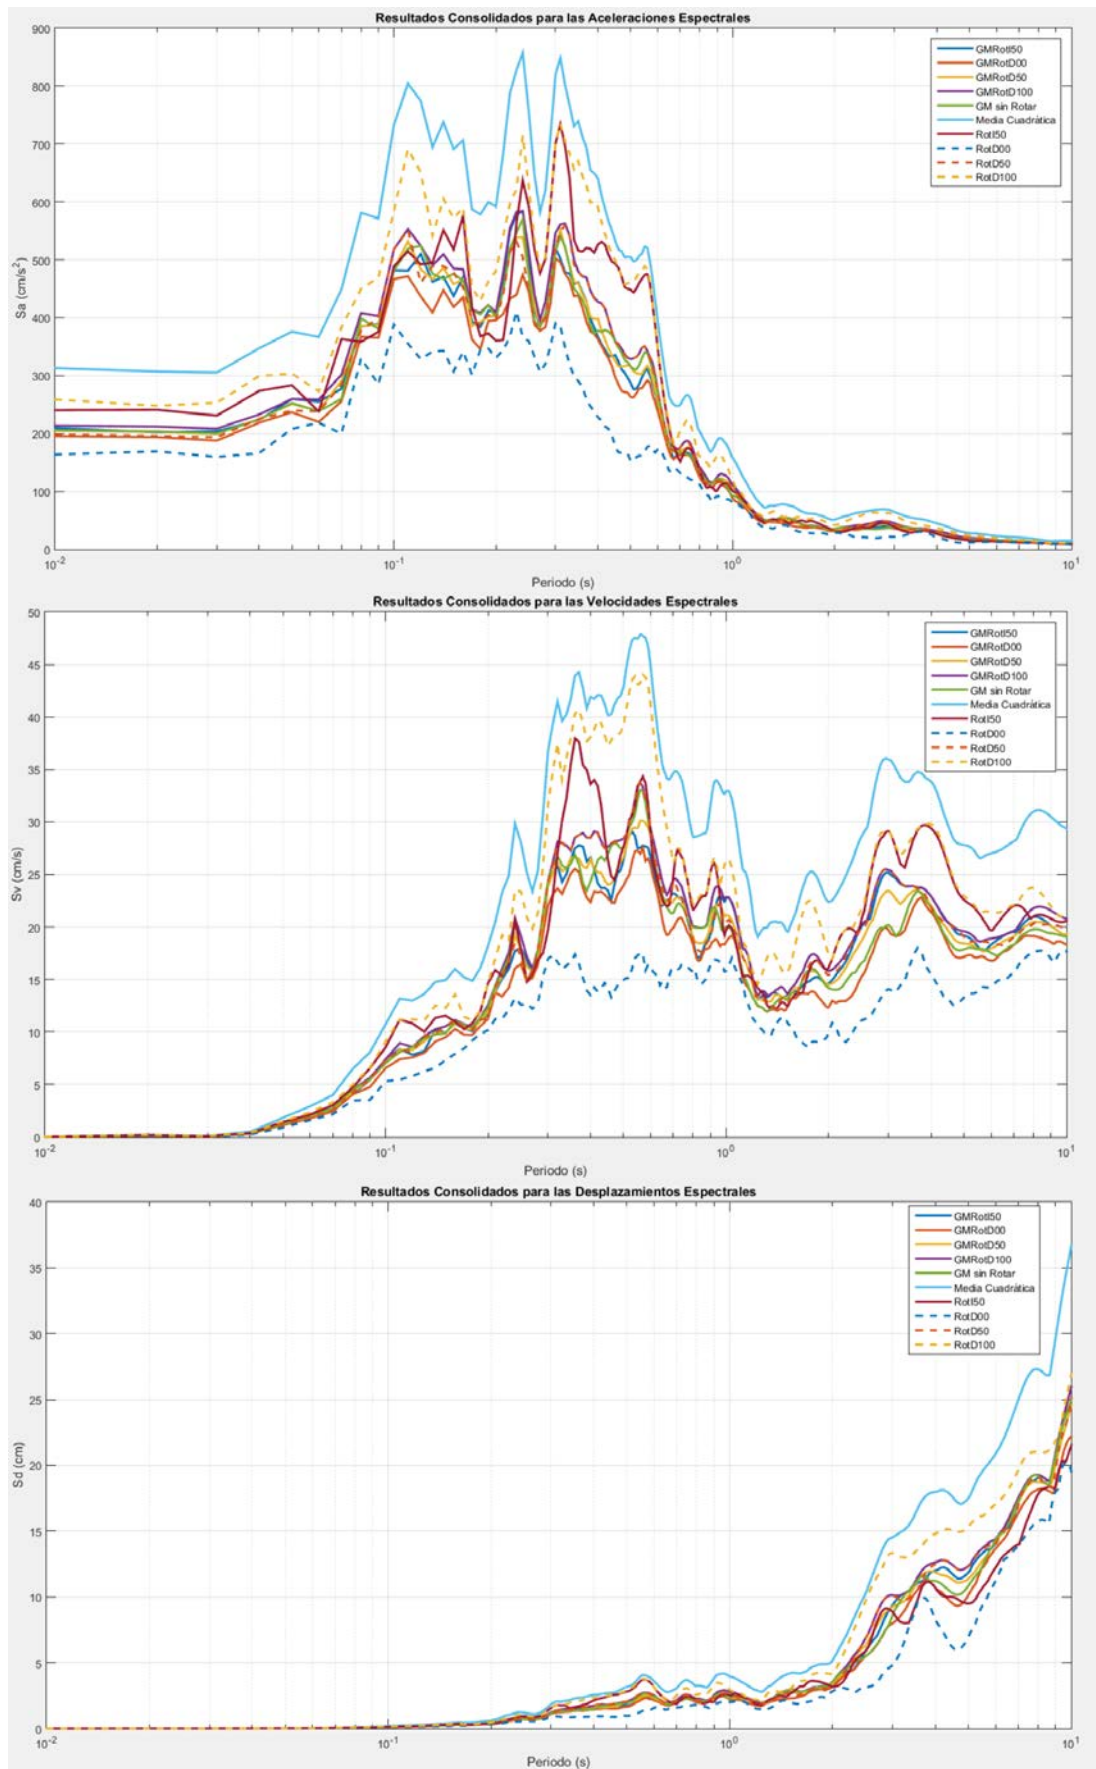 Resultados Consolidados para las Aceleraciones Espectrales
900
800
700
600
500
400
300
200
100
0
Sa (cm/s²)
GMRotI50
GMRotD00
GMRotD50
GMRotD100
GM sin Rotar
Media Cuadrática
RotI50
RotD00
RotD50
RotD100
10⁻² 10⁻¹ 10⁰ 10¹
Periodo (s)
Resultados Consolidados para las Velocidades Espectrales
50
45
40
35
30
25
20
15
10
5
0
Sv (cm/s)
GMRotI50
GMRotD00
GMRotD50
GMRotD100
GM sin Rotar
Media Cuadrática
RotI50
RotD00
RotD50
RotD100
10⁻² 10⁻¹ 10⁰ 10¹
Periodo (s)
Resultados Consolidados para las Desplazamientos Espectrales
40
35
30
25
20
15
10
5
0
Sd (cm)
GMRotI50
GMRotD00
GMRotD50
GMRotD100
GM sin Rotar
Media Cuadrática
RotI50
RotD00
RotD50
RotD100
10⁻² 10⁻¹ 10⁰ 10¹
Periodo (s)